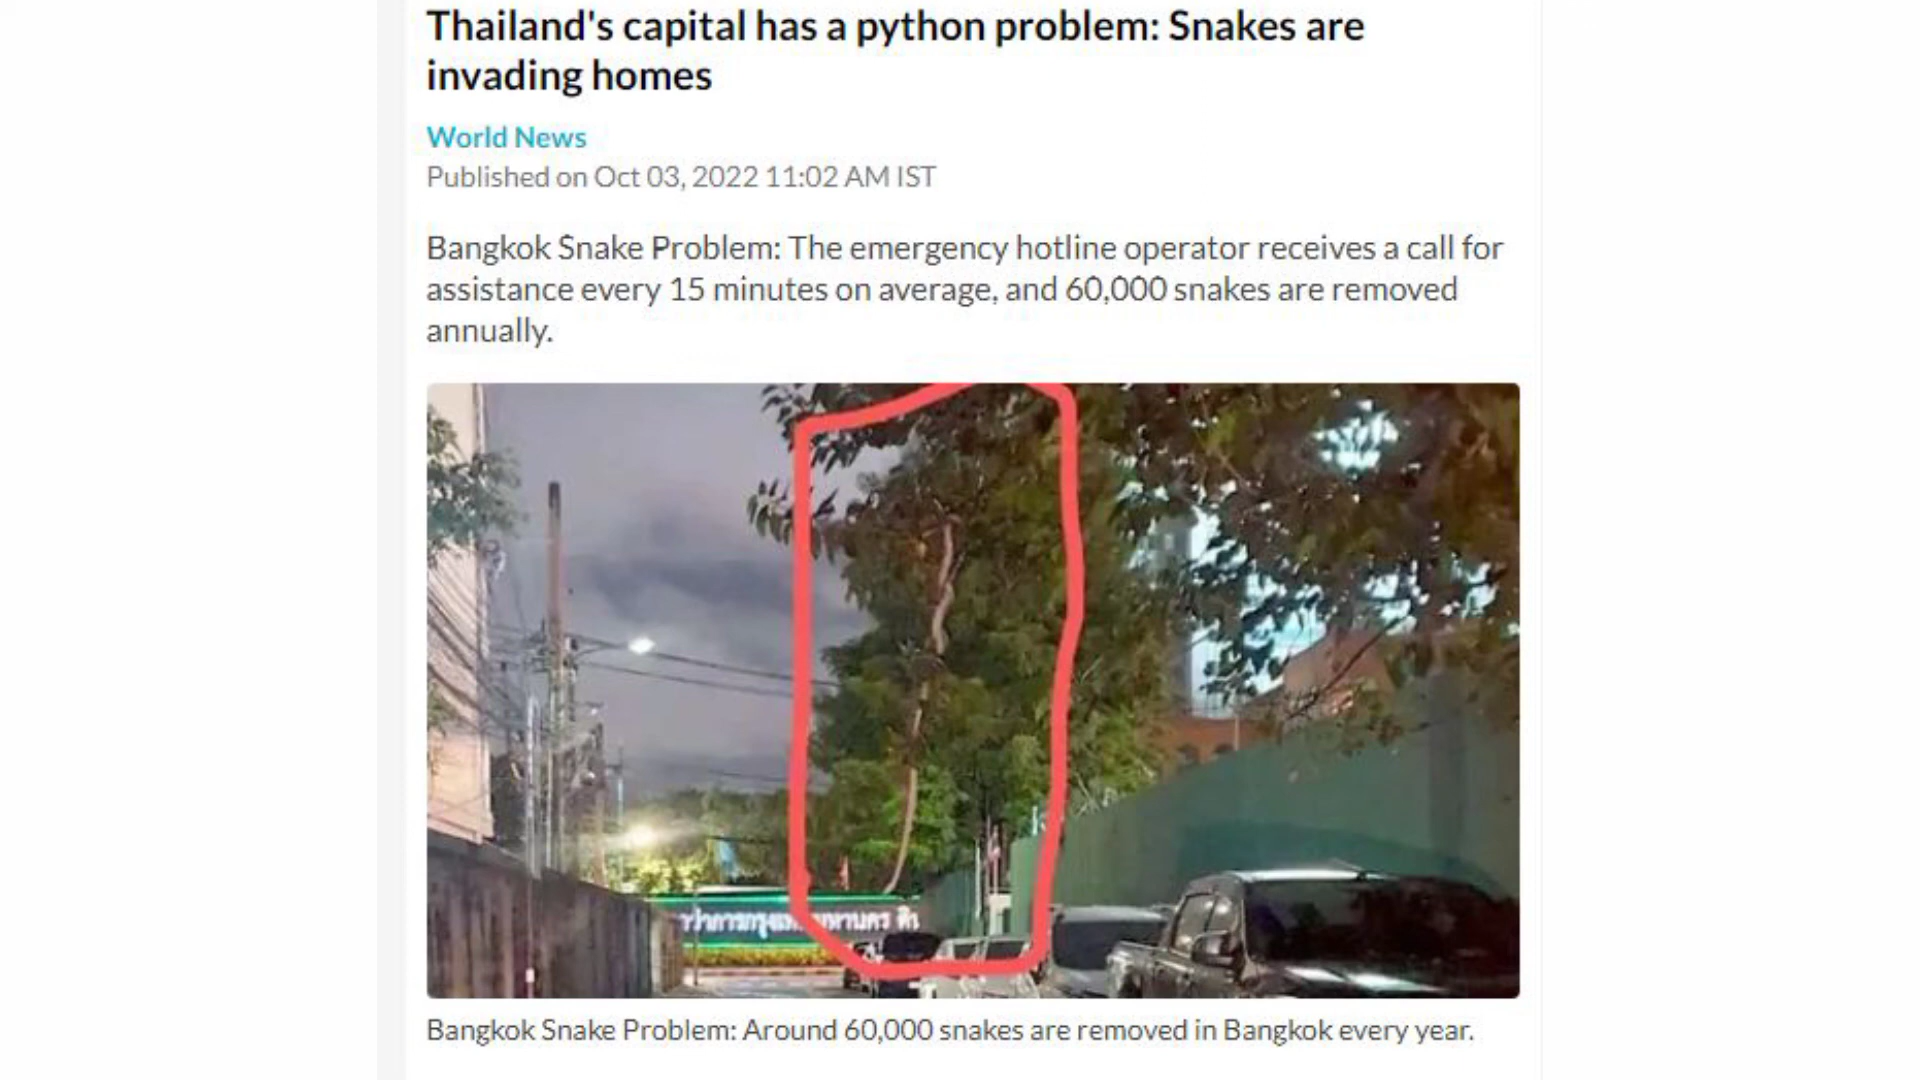 Thailand's capital has a python problem: Snakes are
invading homes
World News
Published on Oct 03, 2022 11:02 AM IST
Bangkok Snake Problem: The emergency hotline operator receives a call for
assistance every 15 minutes on average, and 60,000 snakes are removed
annually.
Bangkok Snake Problem: Around 60,000 snakes are removed in Bangkok every year.